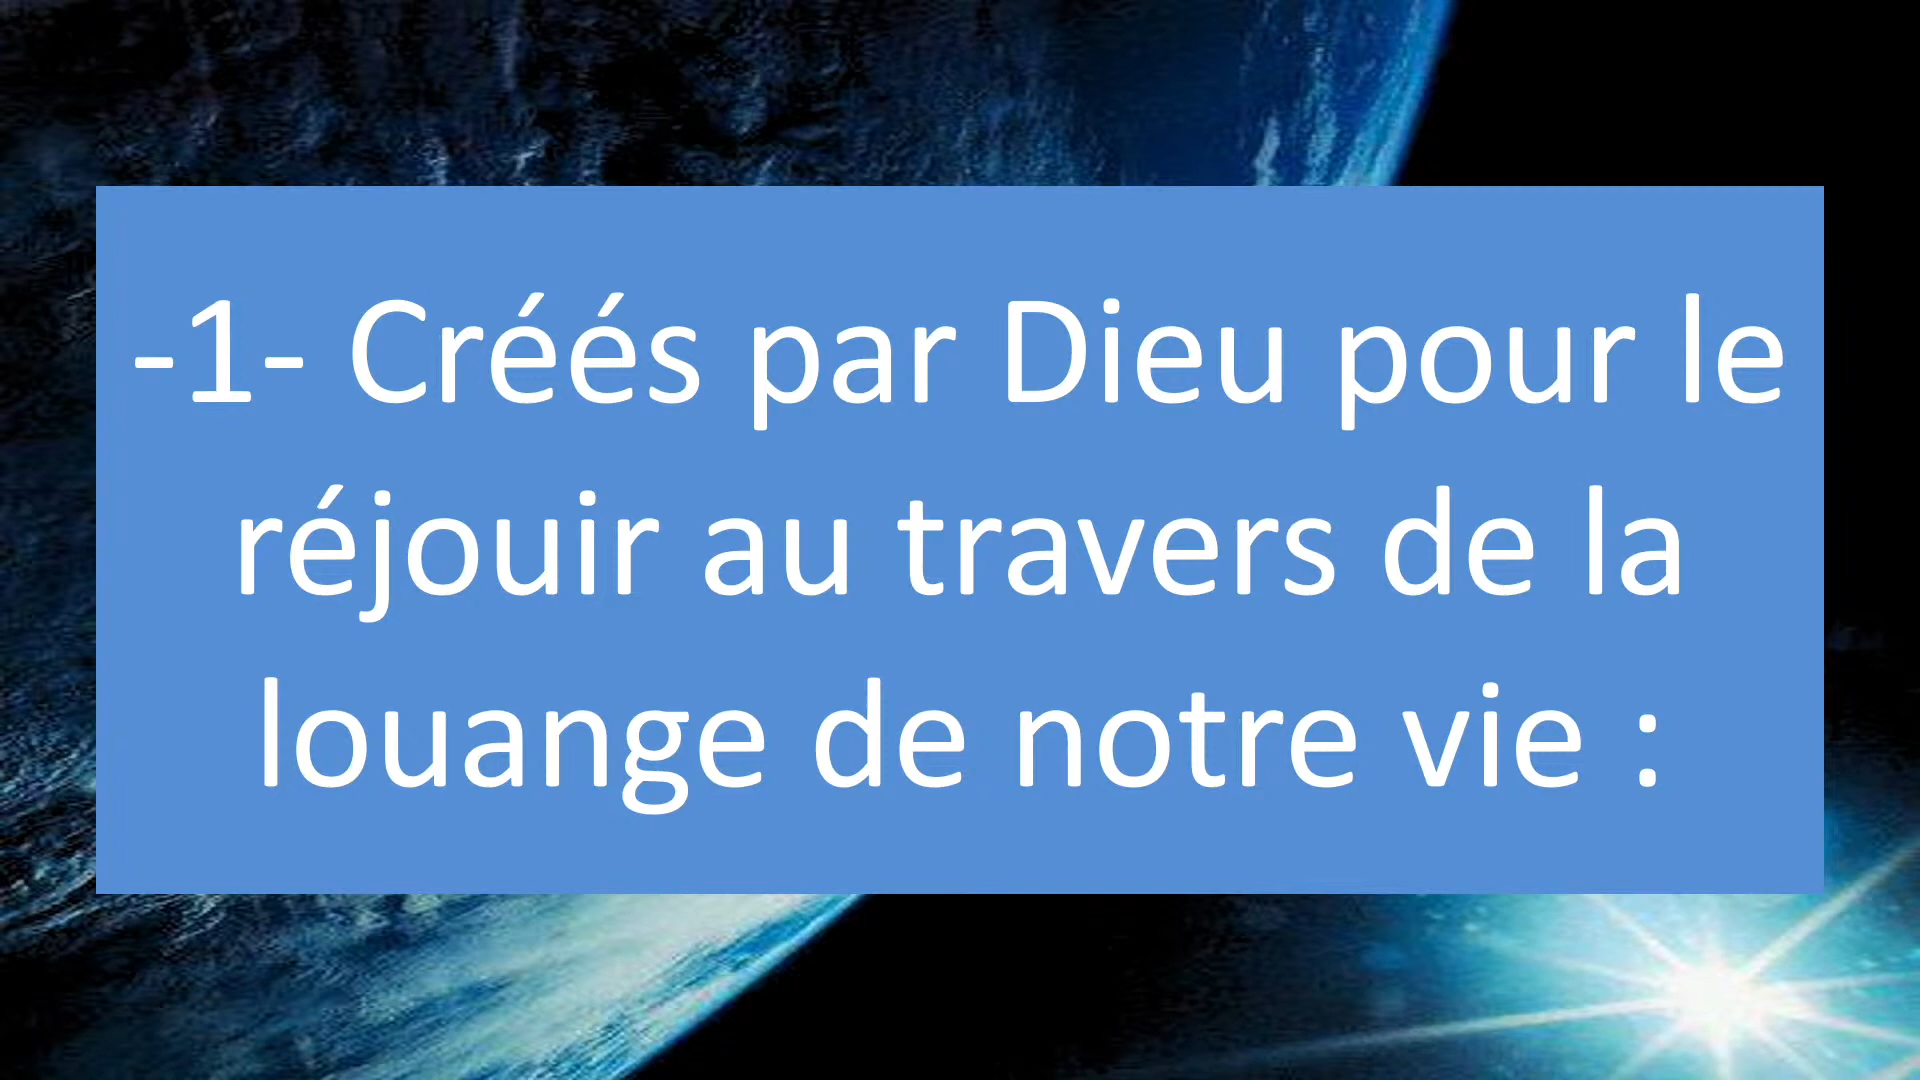 -1- Créés par Dieu pour le
réjouir au travers de la
louange de notre vie :